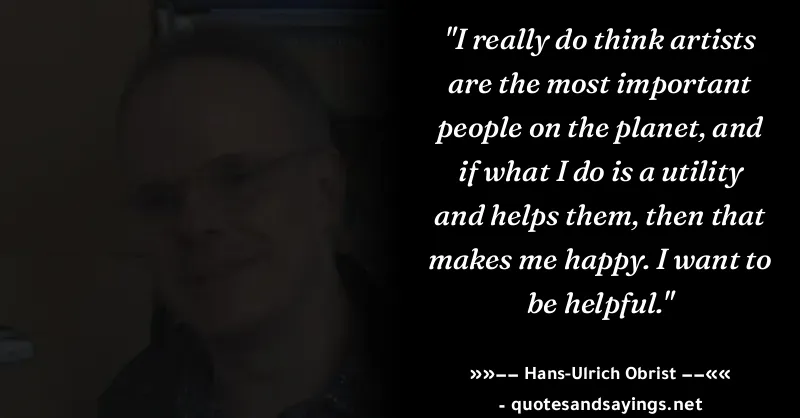 "I really do think artists
are the most important
people on the planet, and
if what I do is a utility
and helps them, then that
makes me happy. I want to
be helpful."
»»−− Hans-Ulrich Obrist −−««
- quotesandsayings.net